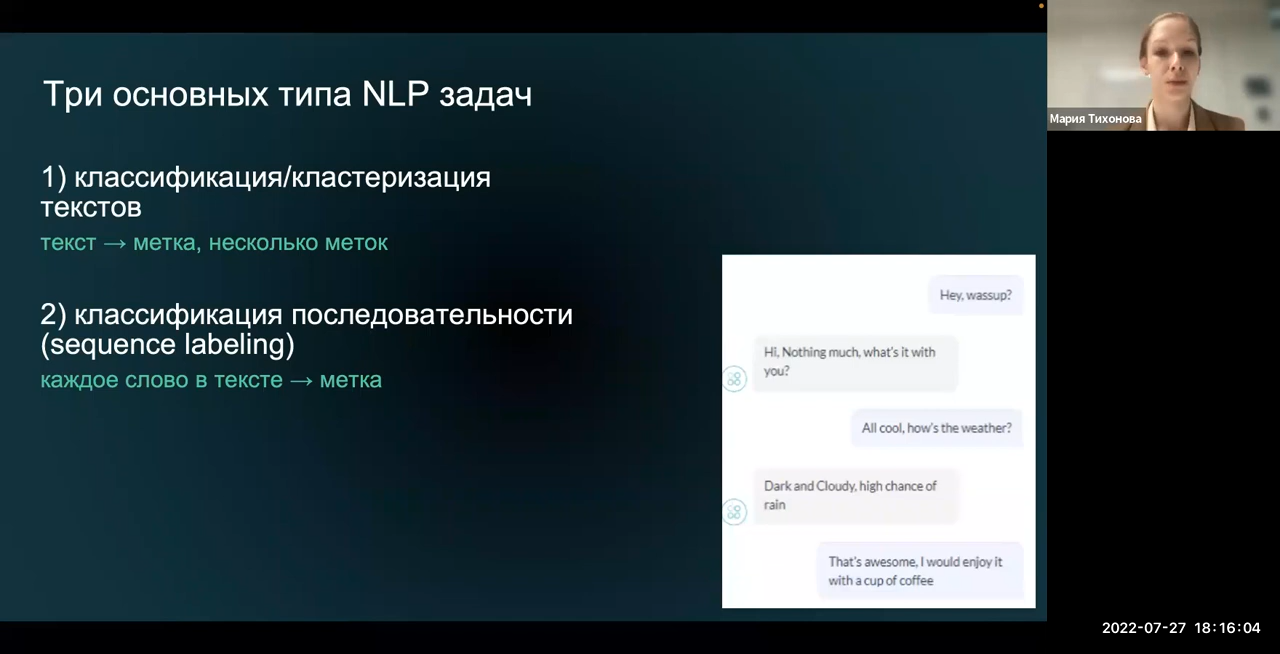 Три основных типа NLP задач
1) классификация/кластеризация
текстов
текст → метка, несколько меток
2) классификация последовательности
(sequence labeling)
каждое слово в тексте → метка
Hey, wassup?
Hi, Nothing much, what's it with
you?
All cool, how's the weather?
Dark and Cloudy, high chance of
rain
That's awesome, I would enjoy it
with a cup of coffee
Мария Тихонова
2022-07-27 18:16:04